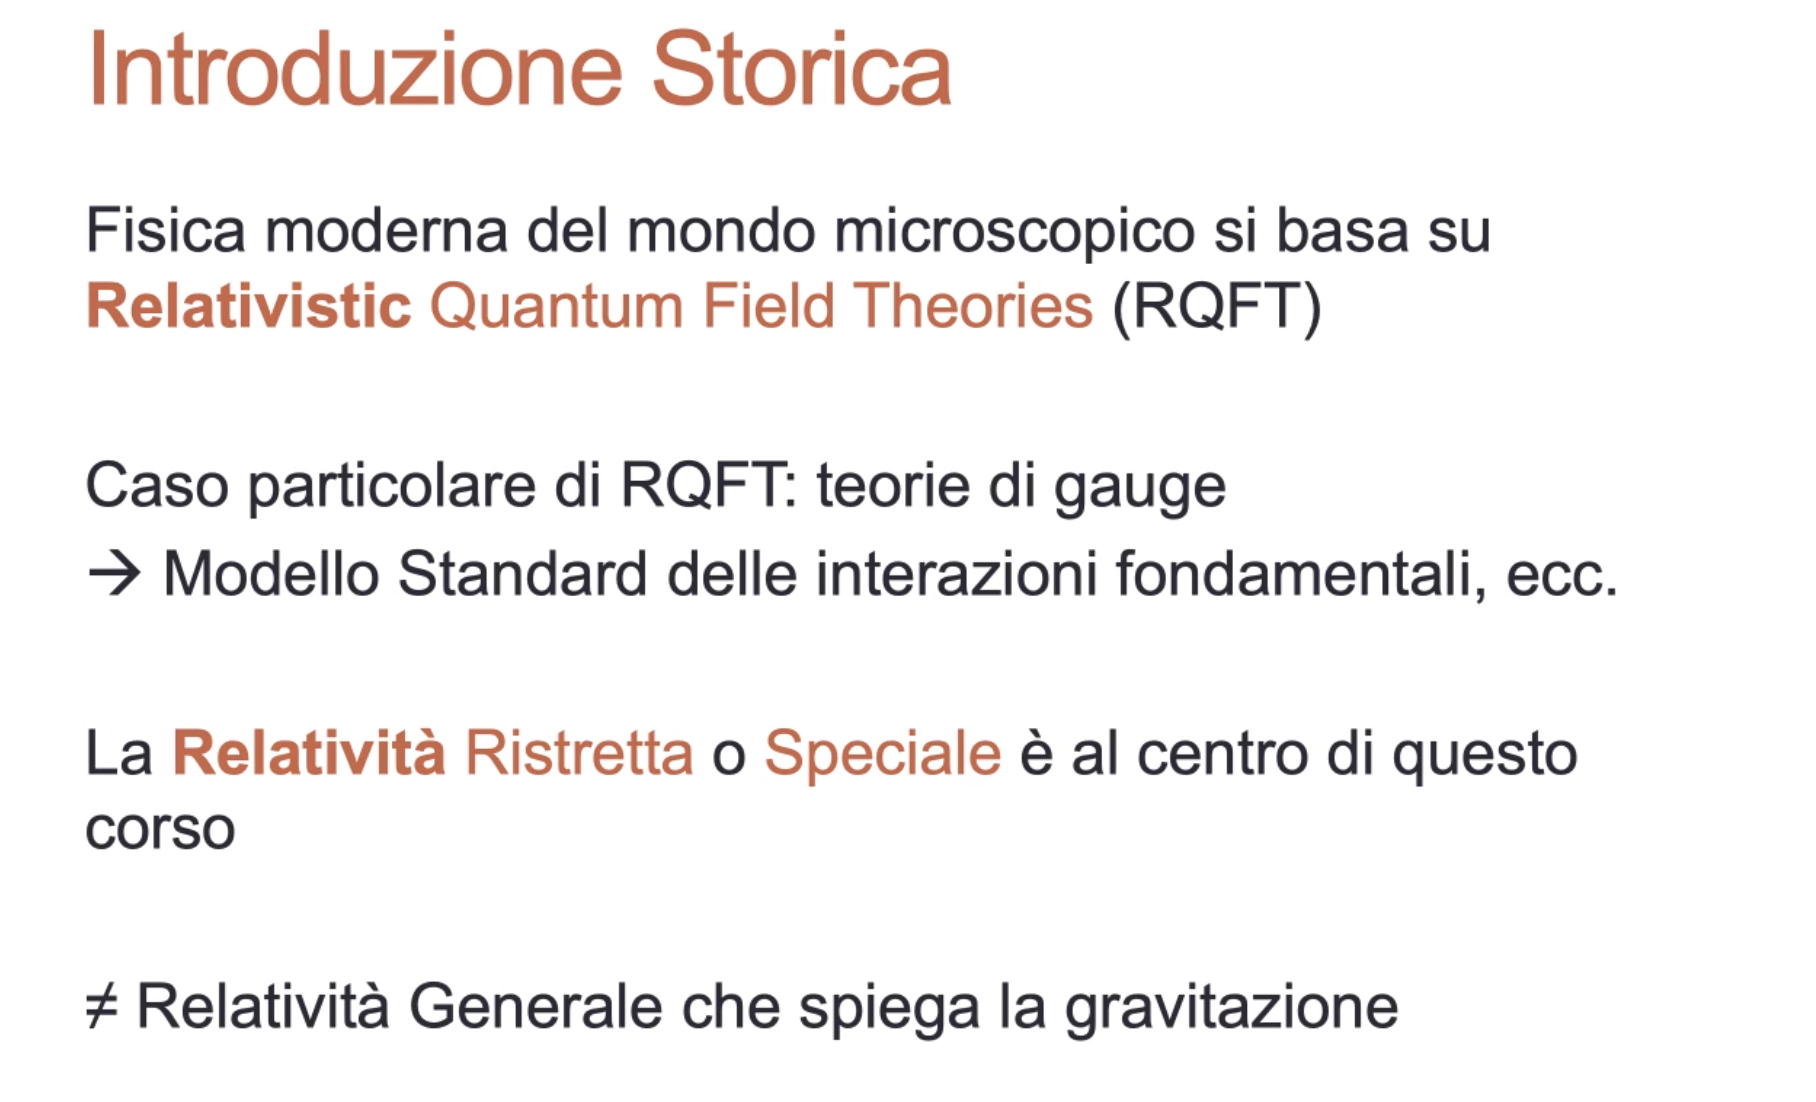 Introduzione Storica
Fisica moderna del mondo microscopico si basa su
Relativistic Quantum Field Theories (RQFT)
Caso particolare di RQFT: teorie di gauge
→ Modello Standard delle interazioni fondamentali, ecc.
La Relatività Ristretta o Speciale è al centro di questo
corso
≠ Relatività Generale che spiega la gravitazione